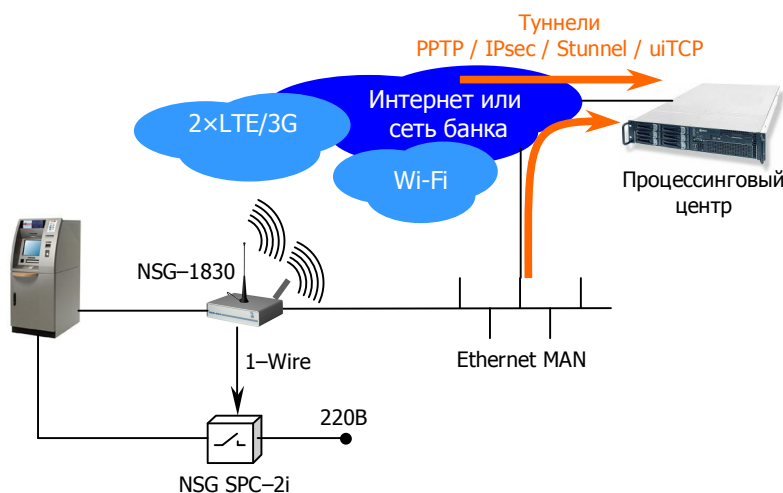 Туннели
PPTP / IPsec / Stunnel / uiTCP
Интернет или
сеть банка
2×LTE/3G
Wi-Fi
Процессинговый
центр
NSG–1830
Ethernet MAN
1–Wire
220В
NSG SPC–2i